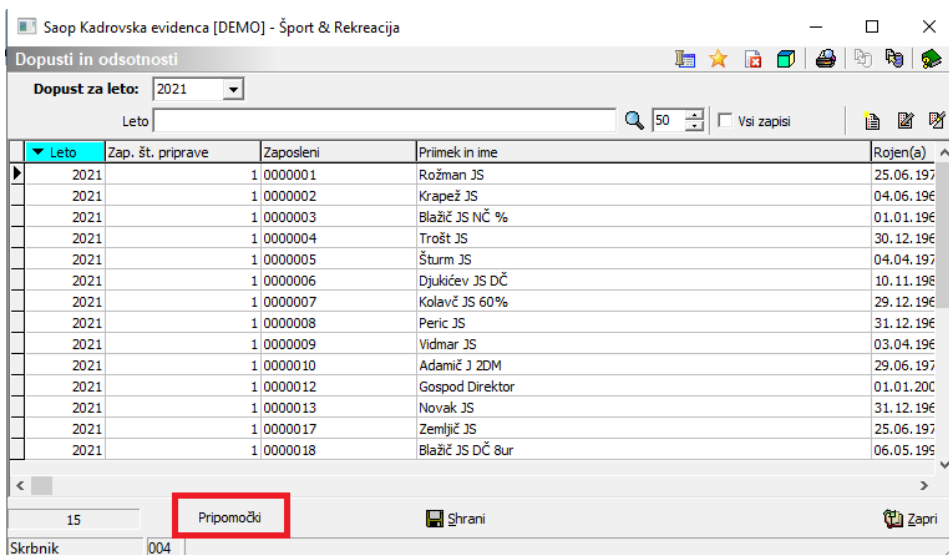 Saop Kadrovska evidenca [DEMO] - Šport & Rekreacija
Dopusti in odsotnosti
Dopust za leto: 2021
Leto 50 Vsi zapisi
Leto Zap. št. priprave Zaposleni Priimek in ime Rojen(a)
2021 1 0000001 Rožman JS 25.06.197
2021 1 0000002 Krapež JS 04.06.196
2021 1 0000003 Blažič JS NČ % 01.01.196
2021 1 0000004 Trošt JS 30.12.196
2021 1 0000005 Šturm JS 04.04.197
2021 1 0000006 Djukićev JS DČ 10.11.198
2021 1 0000007 Kolavč JS 60% 29.12.196
2021 1 0000008 Peric JS 31.12.196
2021 1 0000009 Vidmar JS 03.04.196
2021 1 0000010 Adamič J 2DM 29.06.197
2021 1 0000012 Gospod Direktor 01.01.200
2021 1 0000013 Novak JS 31.12.196
2021 1 0000017 Zemljič JS 25.06.197
2021 1 0000018 Blažič JS DČ 8ur 06.05.199
15 Pripomočki Shrani Zapri
Skrbnik 004